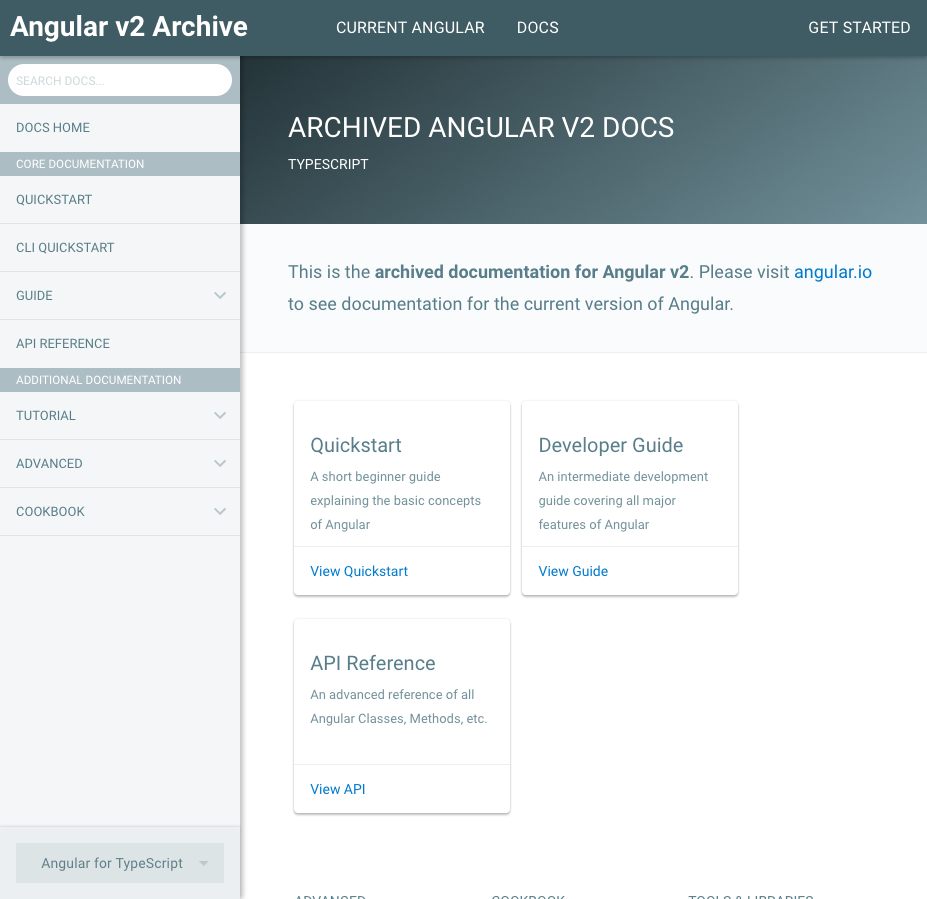 Angular v2 Archive
CURRENT ANGULAR
DOCS
GET STARTED
SEARCH DOCS...
DOCS HOME
CORE DOCUMENTATION
QUICKSTART
CLI QUICKSTART
GUIDE
API REFERENCE
ADDITIONAL DOCUMENTATION
TUTORIAL
ADVANCED
COOKBOOK
Angular for TypeScript
ARCHIVED ANGULAR V2 DOCS
TYPESCRIPT
This is the archived documentation for Angular v2. Please visit angular.io
to see documentation for the current version of Angular.
Quickstart
A short beginner guide
explaining the basic concepts
of Angular
View Quickstart
Developer Guide
An intermediate development
guide covering all major
features of Angular
View Guide
API Reference
An advanced reference of all
Angular Classes, Methods, etc.
View API
ADVANCED
COOKBOOK
TOOLS & LIBRARIES